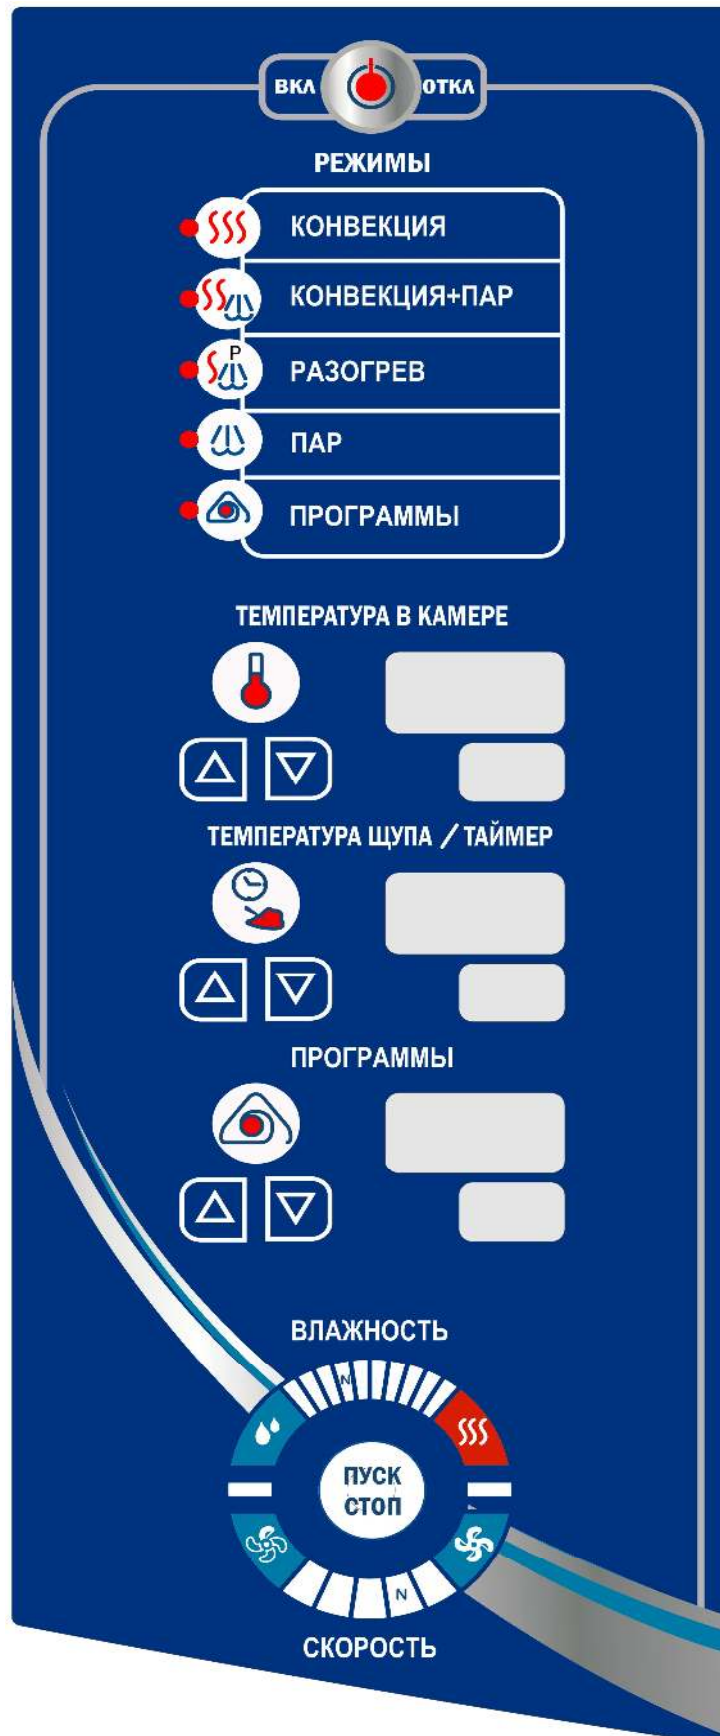 ВКЛ ОТКЛ
РЕЖИМЫ
КОНВЕКЦИЯ
КОНВЕКЦИЯ+ПАР
P
РАЗОГРЕВ
ПАР
ПРОГРАММЫ
ТЕМПЕРАТУРА В КАМЕРЕ
ТЕМПЕРАТУРА ЩУПА / ТАЙМЕР
ПРОГРАММЫ
ВЛАЖНОСТЬ
N
ПУСК
СТОП
N
СКОРОСТЬ